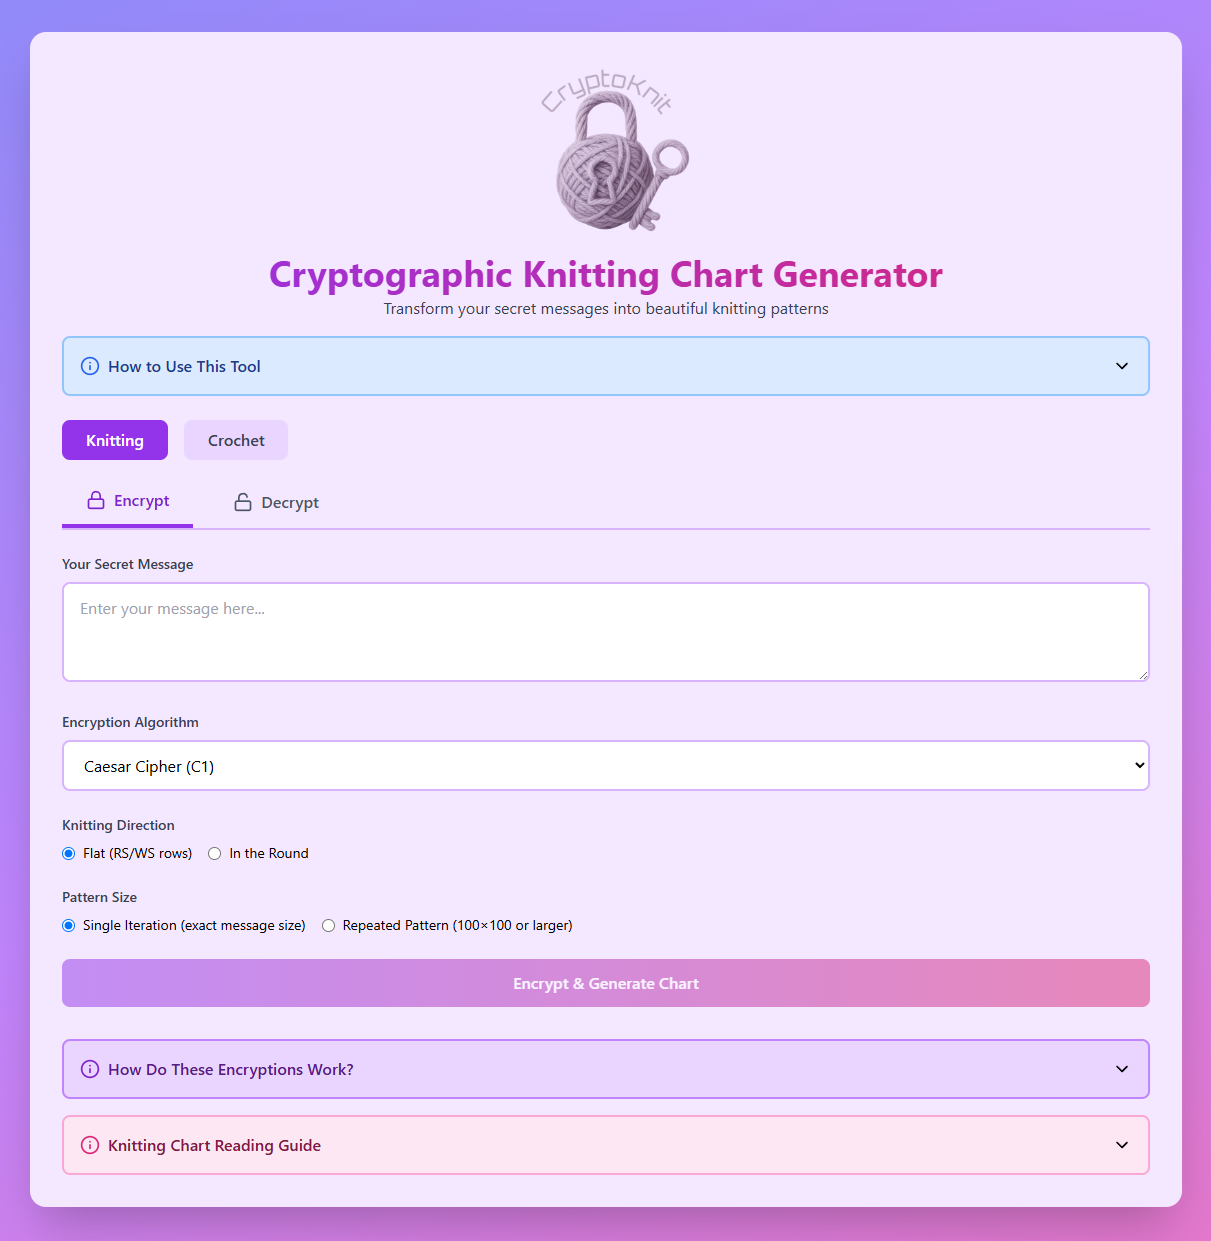 CryptoKnit
Cryptographic Knitting Chart Generator
Transform your secret messages into beautiful knitting patterns
How to Use This Tool
Knitting
Crochet
Encrypt
Decrypt
Your Secret Message
Enter your message here...
Encryption Algorithm
Caesar Cipher (C1)
Knitting Direction
Flat (RS/WS rows)
In the Round
Pattern Size
Single Iteration (exact message size)
Repeated Pattern (100×100 or larger)
Encrypt & Generate Chart
How Do These Encryptions Work?
Knitting Chart Reading Guide